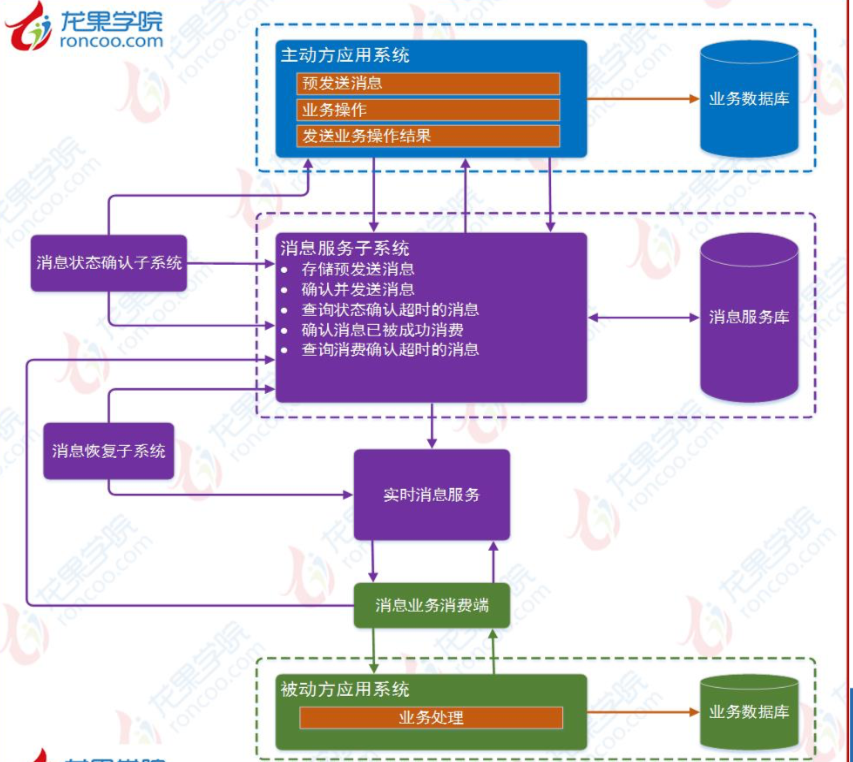 龙果学院
roncoo.com
主动方应用系统
预发送消息
业务操作
发送业务操作结果
业务数据库
消息状态确认子系统
消息服务子系统
• 存储预发送消息
• 确认并发送消息
• 查询状态确认超时的消息
• 确认消息已被成功消费
• 查询消费确认超时的消息
消息服务库
消息恢复子系统
实时消息服务
消息业务消费端
被动方应用系统
业务处理
业务数据库